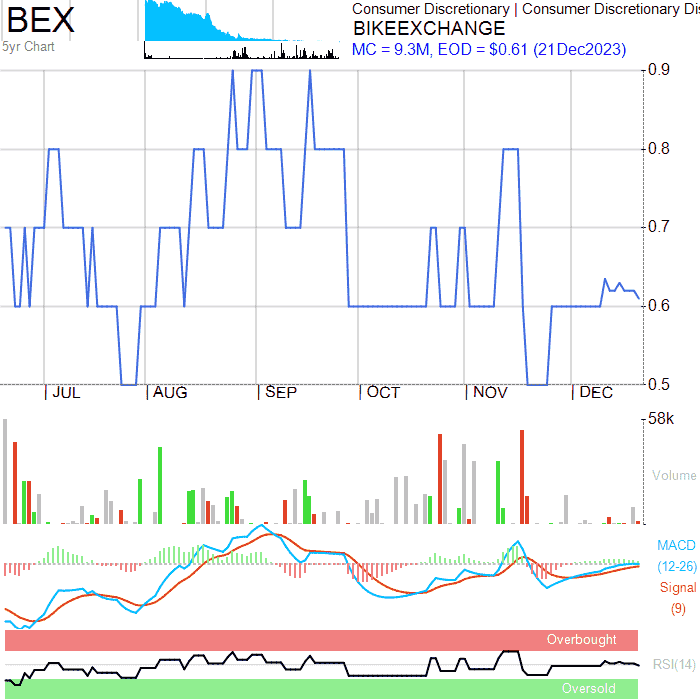 BEX
5yr Chart
Consumer Discretionary | Consumer Discretionary Dis
BIKEEXCHANGE
MC = 9.3M, EOD = $0.61 (21Dec2023)
0.9
0.8
0.7
0.6
0.5
JUL
AUG
SEP
OCT
NOV
DEC
58k
Volume
MACD
(12-26)
Signal
(9)
Overbought
RSI(14)
Oversold